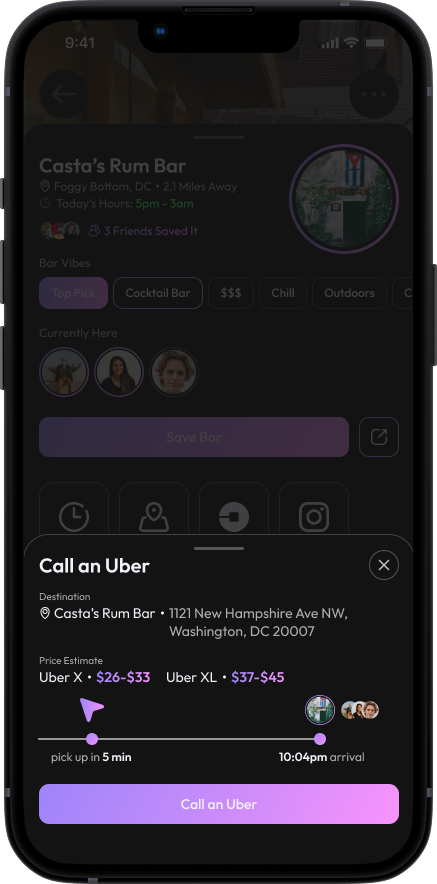 9:41
Casta's Rum Bar
Foggy Bottom, DC • 2.1 Miles Away
Today's Hours: 5pm - 3am
3 Friends Saved It
Bar Vibes
Top Pick
Cocktail Bar
$$$
Chill
Outdoors
C
Currently Here
Save Bar
Call an Uber
Destination
Casta's Rum Bar • 1121 New Hampshire Ave NW,
Washington, DC 20007
Price Estimate
Uber X • $26-$33 Uber XL • $37-$45
pick up in 5 min
10:04pm arrival
Call an Uber